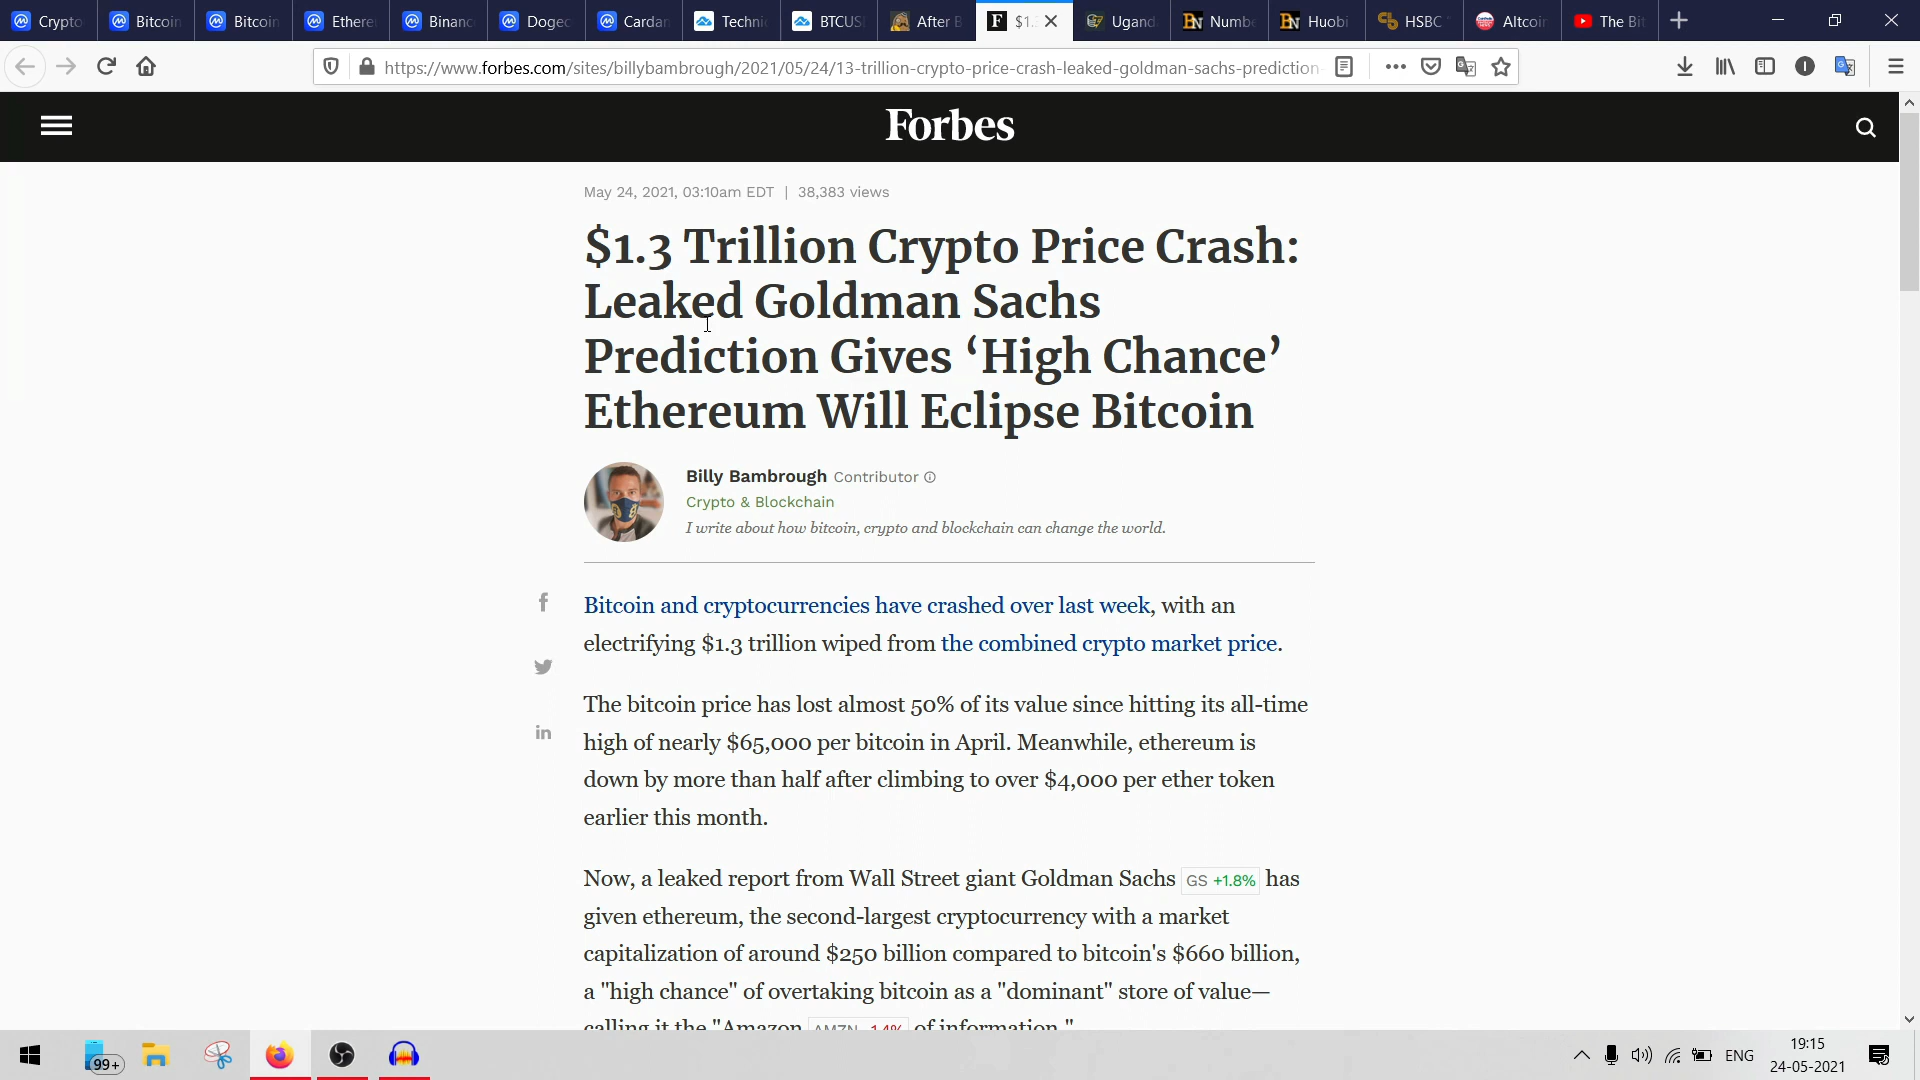 Crypto
Bitcoin
Bitcoin
Ethere
Binanc
Dogec
Cardan
Technic
BTCUS
After B
$1.
Ugand
Numbe
Huobi
HSBC
Altcoin
The Bit
https://www.forbes.com/sites/billybambrough/2021/05/24/13-trillion-crypto-price-crash-leaked-goldman-sachs-prediction-
Forbes
May 24, 2021, 03:10am EDT | 38,383 views
$1.3 Trillion Crypto Price Crash:
Leaked Goldman Sachs
Prediction Gives ‘High Chance’
Ethereum Will Eclipse Bitcoin
Billy Bambrough Contributor
Crypto & Blockchain
I write about how bitcoin, crypto and blockchain can change the world.
Bitcoin and cryptocurrencies have crashed over last week, with an
electrifying $1.3 trillion wiped from the combined crypto market price.
The bitcoin price has lost almost 50% of its value since hitting its all-time
high of nearly $65,000 per bitcoin in April. Meanwhile, ethereum is
down by more than half after climbing to over $4,000 per ether token
earlier this month.
Now, a leaked report from Wall Street giant Goldman Sachs GS +1.8% has
given ethereum, the second-largest cryptocurrency with a market
capitalization of around $250 billion compared to bitcoin's $660 billion,
a "high chance" of overtaking bitcoin as a "dominant" store of value—
calling it the "Amazon AMZN -1.4% of information."
99+
ENG
19:15
24-05-2021